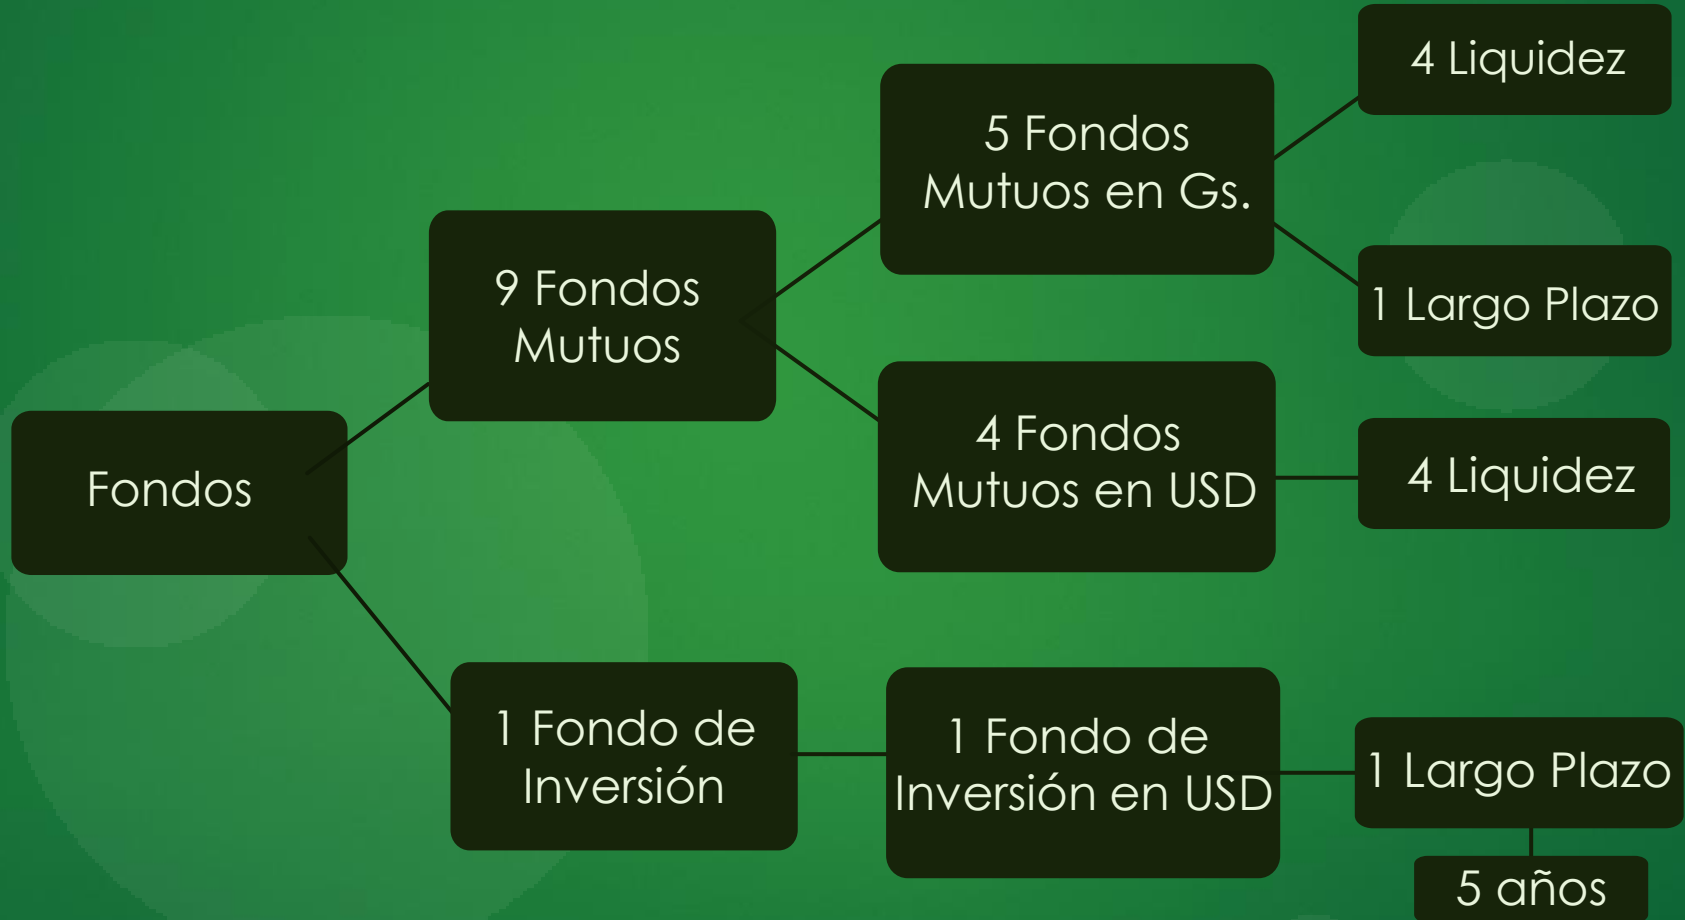 Fondos
9 Fondos
Mutuos
5 Fondos
Mutuos en Gs.
4 Liquidez
1 Largo Plazo
4 Fondos
Mutuos en USD
4 Liquidez
1 Fondo de
Inversión
1 Fondo de
Inversión en USD
1 Largo Plazo
5 años